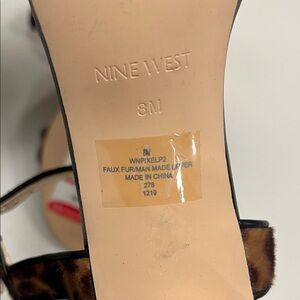 NINE WEST
8M
8M
WNPIXELP2
FAUX FUR/MAN MADE UPPER
MADE IN CHINA
278
1219